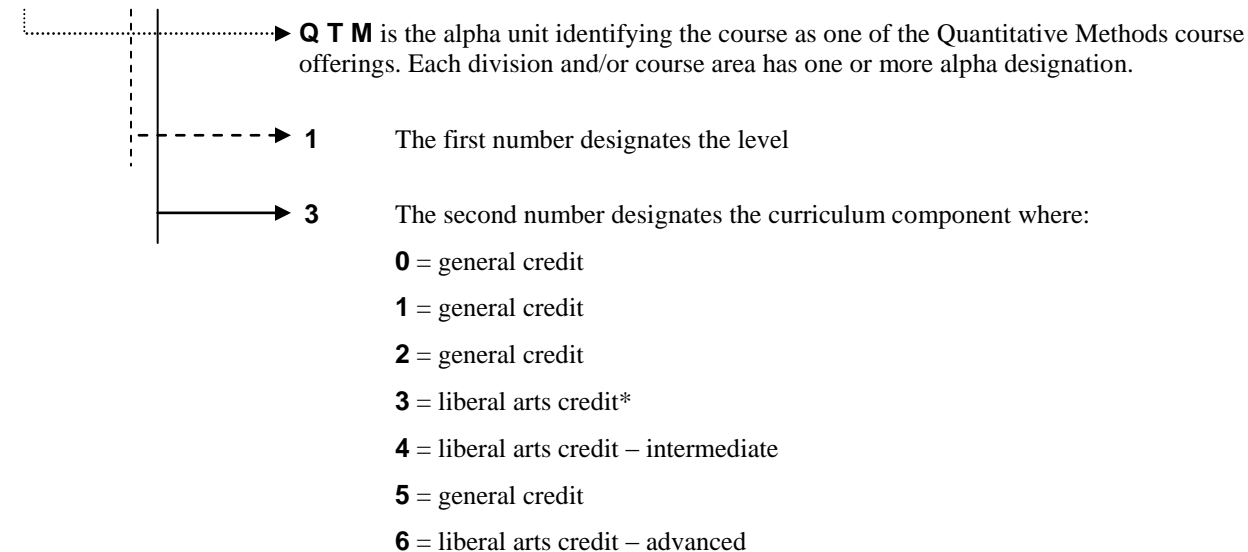 Q T M is the alpha unit identifying the course as one of the Quantitative Methods course
offerings. Each division and/or course area has one or more alpha designation.
1 The first number designates the level
3 The second number designates the curriculum component where:
0 = general credit
1 = general credit
2 = general credit
3 = liberal arts credit*
4 = liberal arts credit – intermediate
5 = general credit
6 = liberal arts credit – advanced